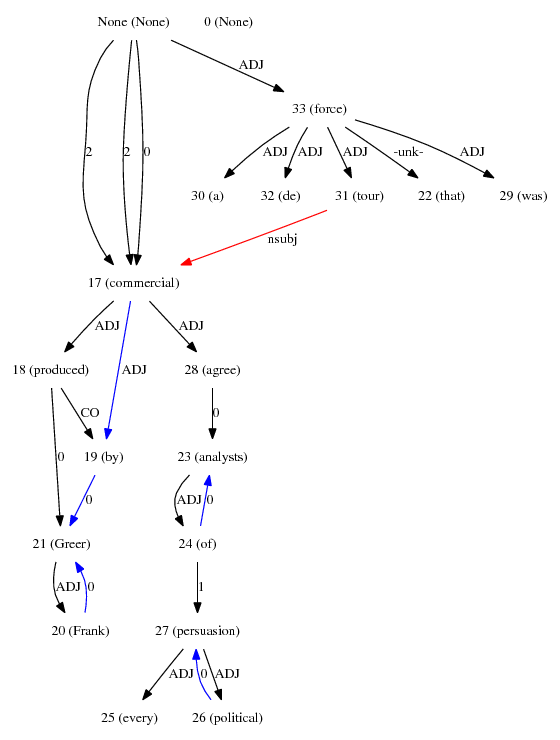 None (None) 0 (None)
ADJ
33 (force)
2 2 0 ADJ ADJ ADJ -unk- ADJ
30 (a) 32 (de) 31 (tour) 22 (that) 29 (was)
nsubj
17 (commercial)
ADJ ADJ
18 (produced) ADJ 28 (agree)
CO 0
0 19 (by) 23 (analysts)
0 ADJ 0
21 (Greer) 24 (of)
ADJ 0 1
20 (Frank) 27 (persuasion)
ADJ 0 ADJ
25 (every) 26 (political)